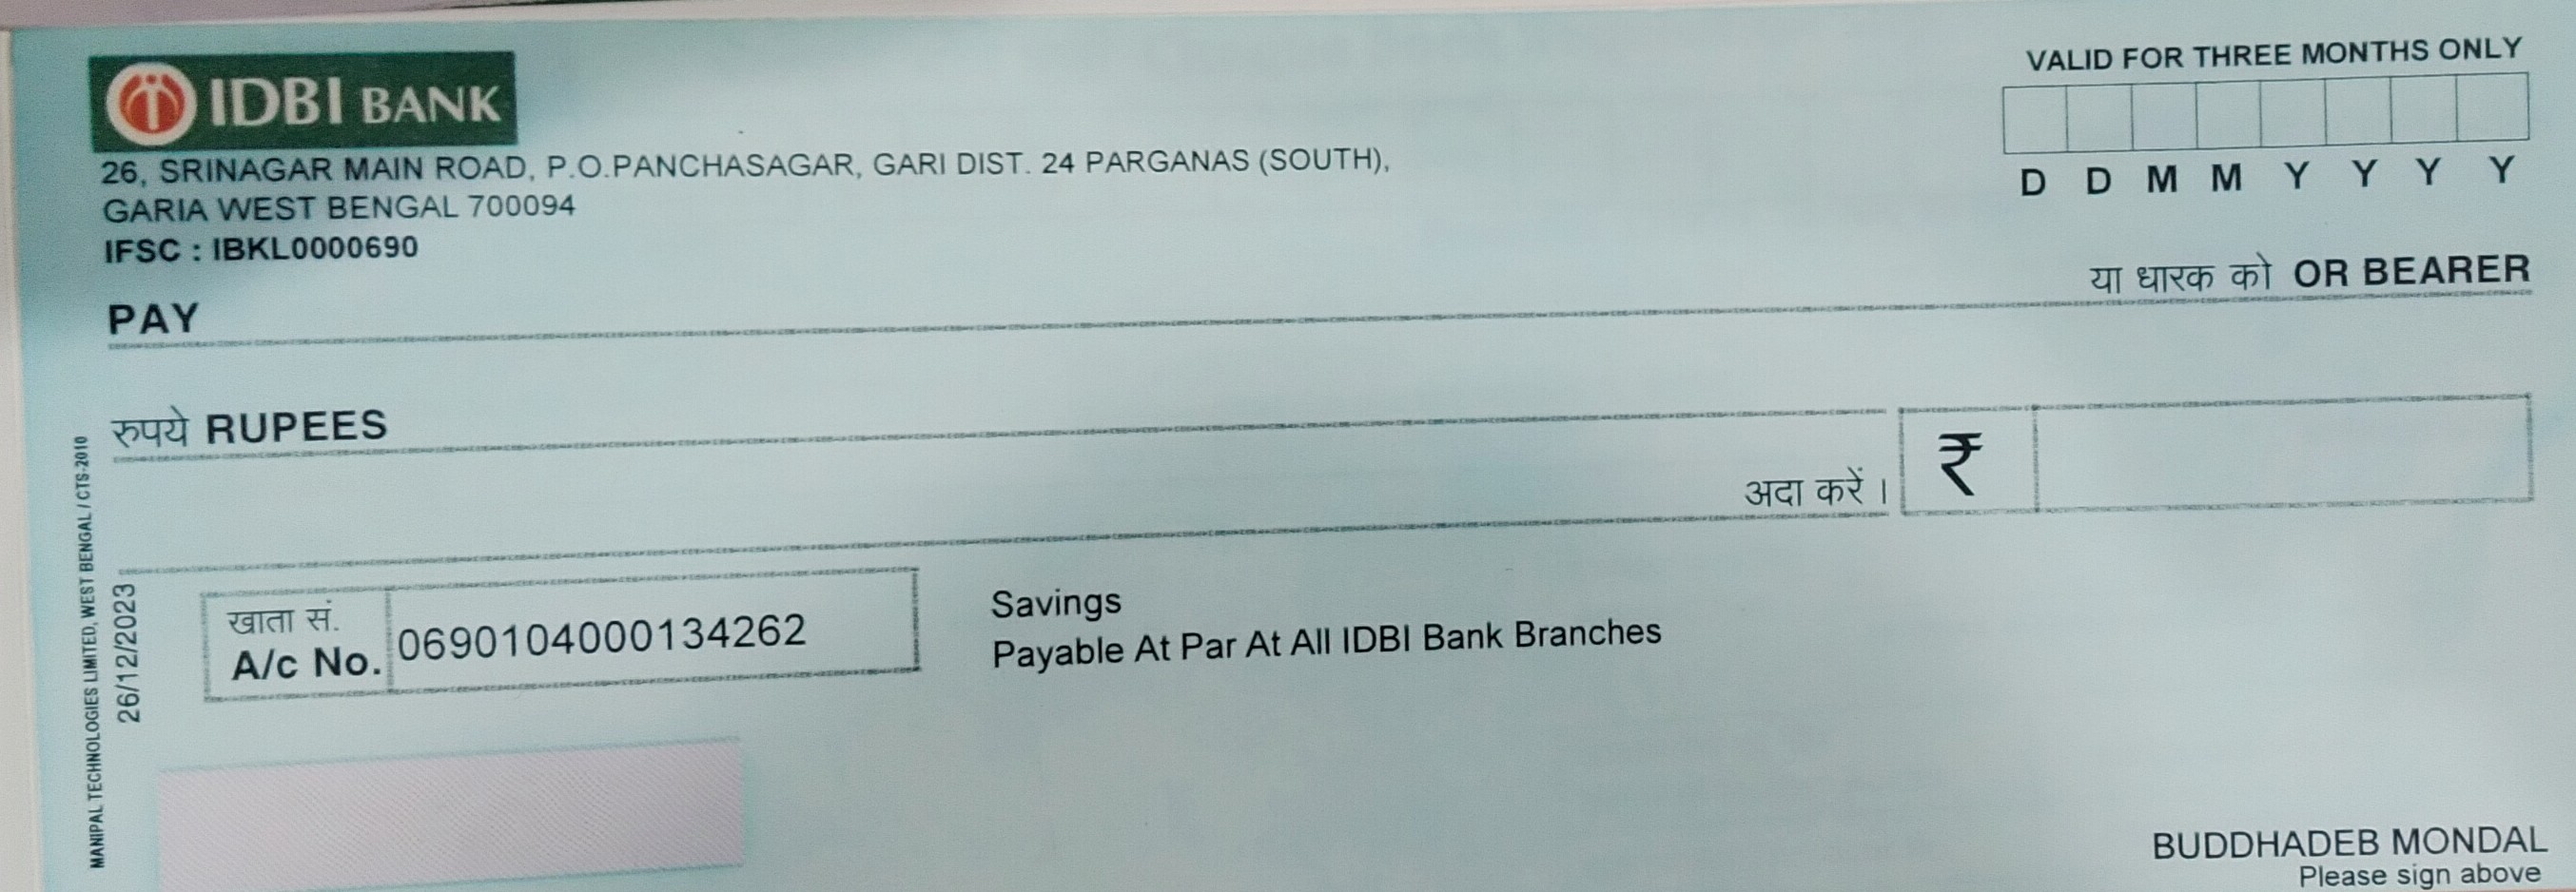 IDBI BANK
VALID FOR THREE MONTHS ONLY
D D M M Y Y Y Y
26, SRINAGAR MAIN ROAD, P.O.PANCHASAGAR, GARI DIST. 24 PARGANAS (SOUTH),
GARIA WEST BENGAL 700094
IFSC : IBKL0000690
या धारक को OR BEARER
PAY
रुपये RUPEES
अदा करें ।
₹
खाता सं.
A/c No.
0690104000134262
Savings
Payable At Par At All IDBI Bank Branches
MANIPAL TECHNOLOGIES LIMITED, WEST BENGAL / CTS-2010
26/12/2023
BUDDHADEB MONDAL
Please sign above